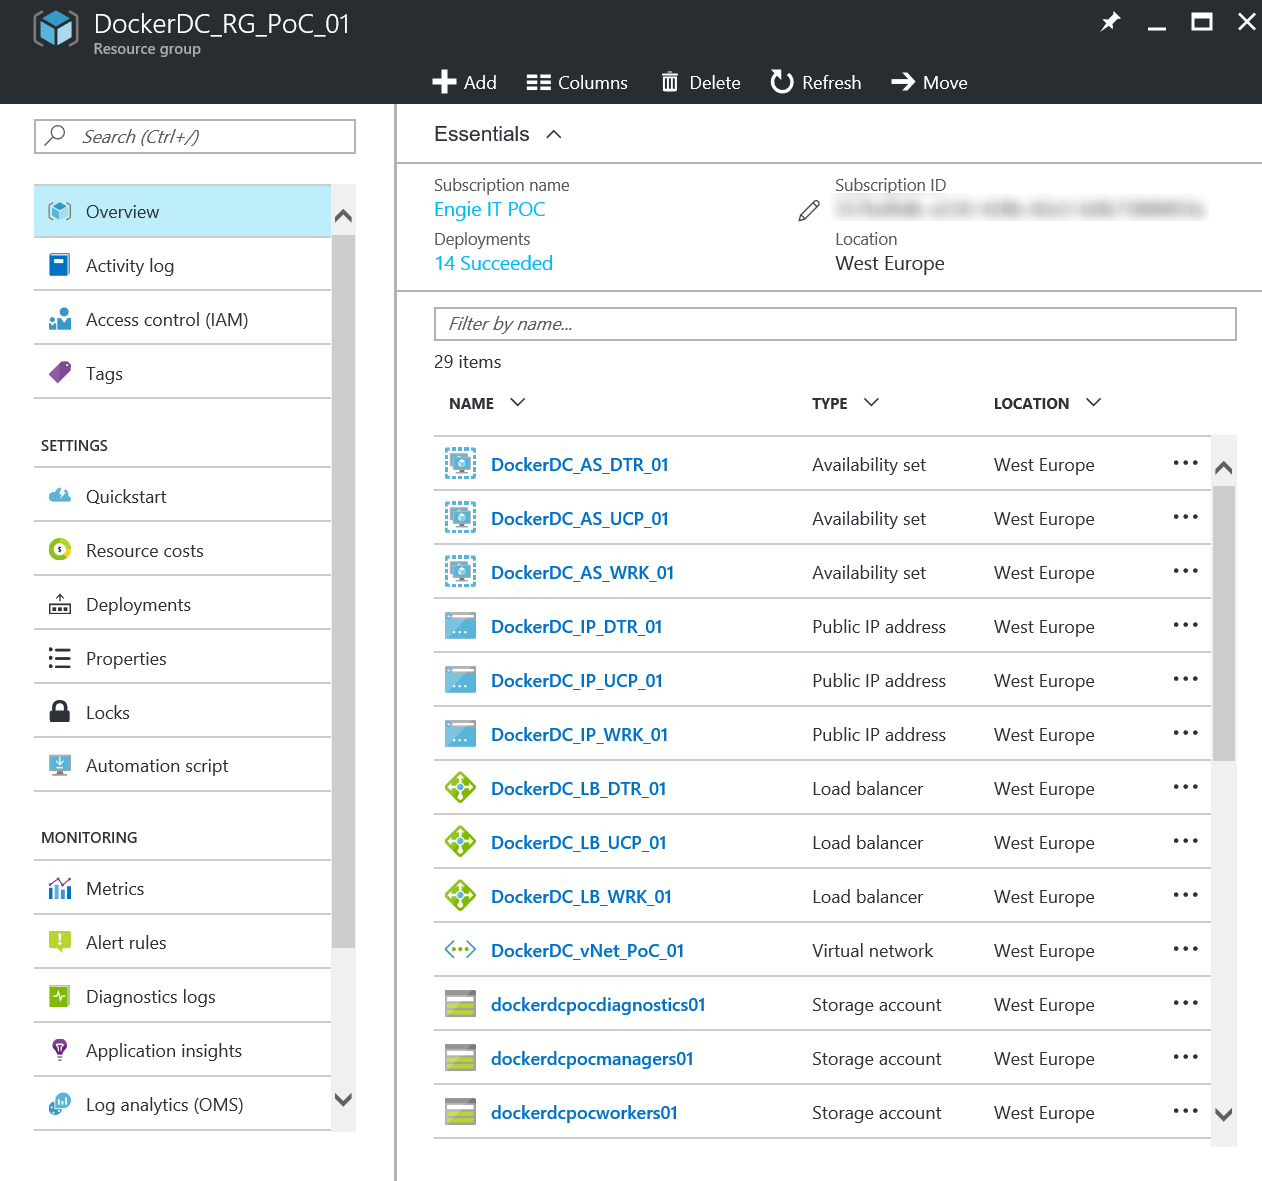 DockerDC_RG_PoC_01
Resource group
Add Columns Delete Refresh Move
Search (Ctrl+/)
Overview
Activity log
Access control (IAM)
Tags
SETTINGS
Quickstart
Resource costs
Deployments
Properties
Locks
Automation script
MONITORING
Metrics
Alert rules
Diagnostics logs
Application insights
Log analytics (OMS)
Essentials
Subscription name
Engie IT POC
Deployments
14 Succeeded
Subscription ID
Location
West Europe
Filter by name...
29 items
NAME TYPE LOCATION
DockerDC_AS_DTR_01 Availability set West Europe
DockerDC_AS_UCP_01 Availability set West Europe
DockerDC_AS_WRK_01 Availability set West Europe
DockerDC_IP_DTR_01 Public IP address West Europe
DockerDC_IP_UCP_01 Public IP address West Europe
DockerDC_IP_WRK_01 Public IP address West Europe
DockerDC_LB_DTR_01 Load balancer West Europe
DockerDC_LB_UCP_01 Load balancer West Europe
DockerDC_LB_WRK_01 Load balancer West Europe
DockerDC_vNet_PoC_01 Virtual network West Europe
dockerdcpocdiagnostics01 Storage account West Europe
dockerdcpocmanagers01 Storage account West Europe
dockerdcpocworkers01 Storage account West Europe